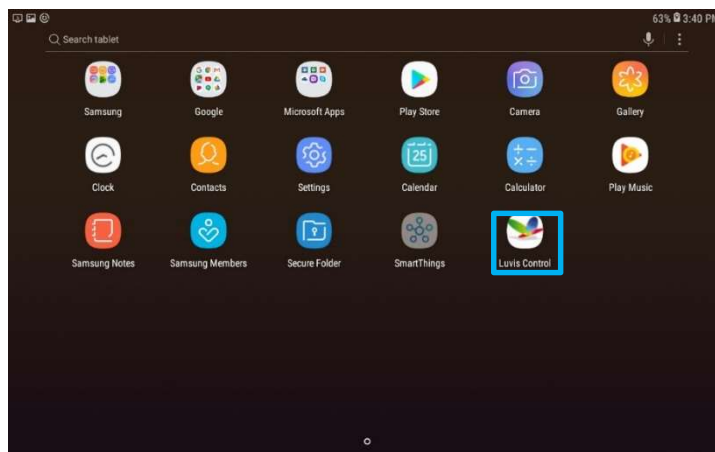 63% 3:40 PM
Search tablet
Samsung Google Microsoft Apps Play Store Camera Gallery
25
Clock Contacts Settings Calendar Calculator Play Music
Samsung Notes Samsung Members Secure Folder SmartThings Luvis Control